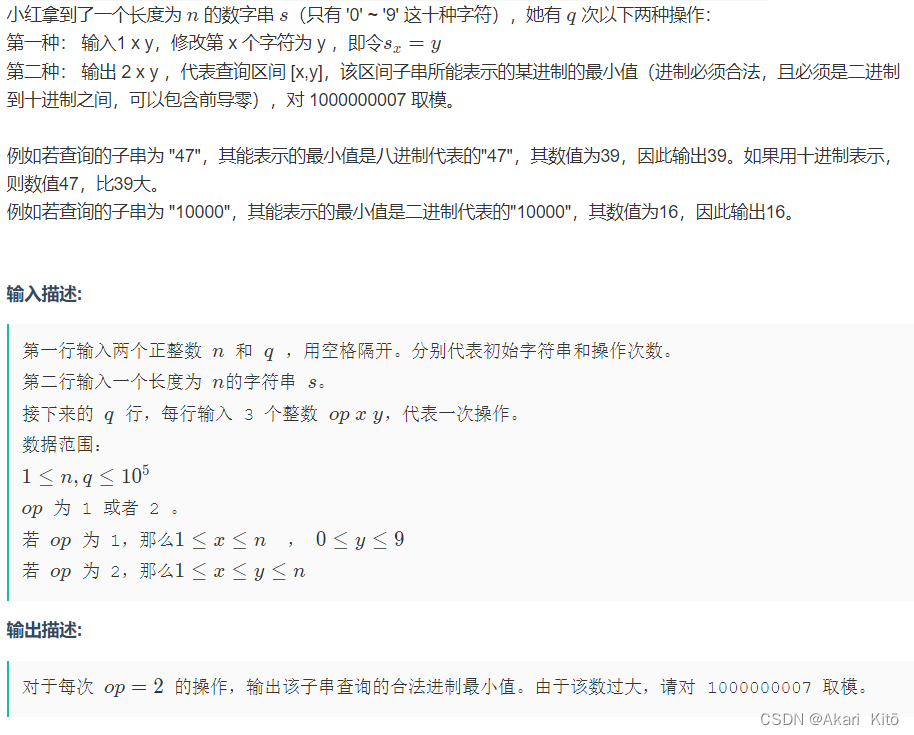 小红拿到了一个长度为 n 的数字串 s（只有 '0' ~ '9' 这十种字符），她有 q 次以下两种操作：
第一种： 输入1 x y，修改第 x 个字符为 y ，即令sₓ = y
第二种： 输出 2 x y ，代表查询区间 [x,y]，该区间子串所能表示的某进制的最小值（进制必须合法，且必须是二进制
到十进制之间，可以包含前导零），对 1000000007 取模。
例如若查询的子串为 "47"，其能表示的最小值是八进制代表的"47"，其数值为39，因此输出39。如果用十进制表示，
则数值47，比39大。
例如若查询的子串为 "10000"，其能表示的最小值是二进制代表的"10000"，其数值为16，因此输出16。
输入描述:
第一行输入两个正整数 n 和 q ，用空格隔开。分别代表初始字符串和操作次数。
第二行输入一个长度为 n的字符串 s。
接下来的 q 行，每行输入 3 个整数 op x y，代表一次操作。
数据范围：
1 ≤ n, q ≤ 10⁵
op 为 1 或者 2 。
若 op 为 1，那么1 ≤ x ≤ n ， 0 ≤ y ≤ 9
若 op 为 2，那么1 ≤ x ≤ y ≤ n
输出描述:
对于每次 op = 2 的操作，输出该子串查询的合法进制最小值。由于该数过大，请对 1000000007 取模。
CSDN @Akari Kitō